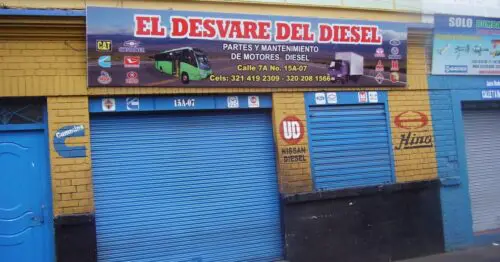 EL DESVARE DEL DIESEL
PARTES Y MANTENIMIENTO
DE MOTORES DIESEL
Calle 7A No. 15A-07
Cels: 321 419 2309 - 320 208 1566
CAT
SOLO
15A-07
Cummins
UD
NISSAN
DIESEL
Hino